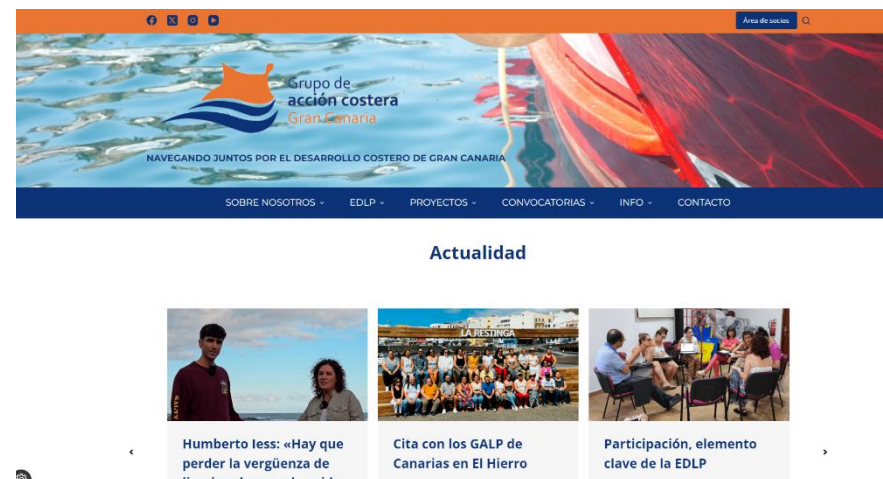 Área de socios
Grupo de
acción costera
Gran Canaria
NAVEGANDO JUNTOS POR EL DESARROLLO COSTERO DE GRAN CANARIA
SOBRE NOSOTROS
EDLP
PROYECTOS
CONVOCATORIAS
INFO
CONTACTO
Actualidad
LA RESTINGA
Humberto Iess: «Hay que
perder la vergüenza de
Cita con los GALP de
Canarias en El Hierro
Participación, elemento
clave de la EDLP